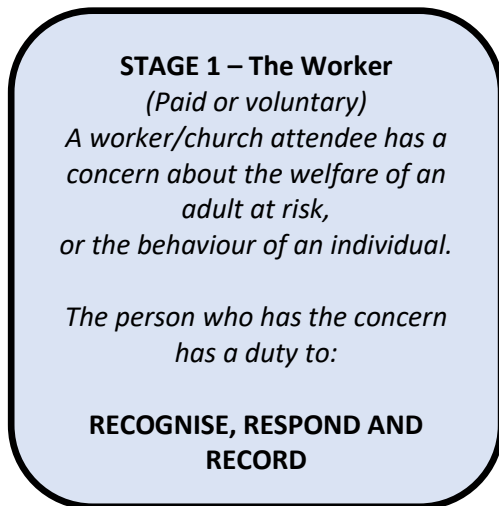 STAGE 1 – The Worker
(Paid or voluntary)
A worker/church attendee has a
concern about the welfare of an
adult at risk,
or the behaviour of an individual.
The person who has the concern
has a duty to:
RECOGNISE, RESPOND AND
RECORD